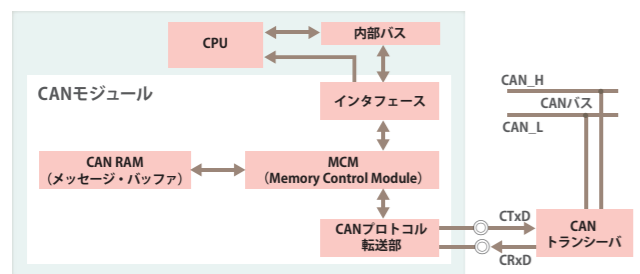 CPU
内部バス
CANモジュール
インタフェース
CAN RAM
（メッセージ・バッファ）
MCM
（Memory Control Module）
CANプロトコル
転送部
CAN_H
CANバス
CAN_L
CTxD
CRxD
CAN
トランシーバ